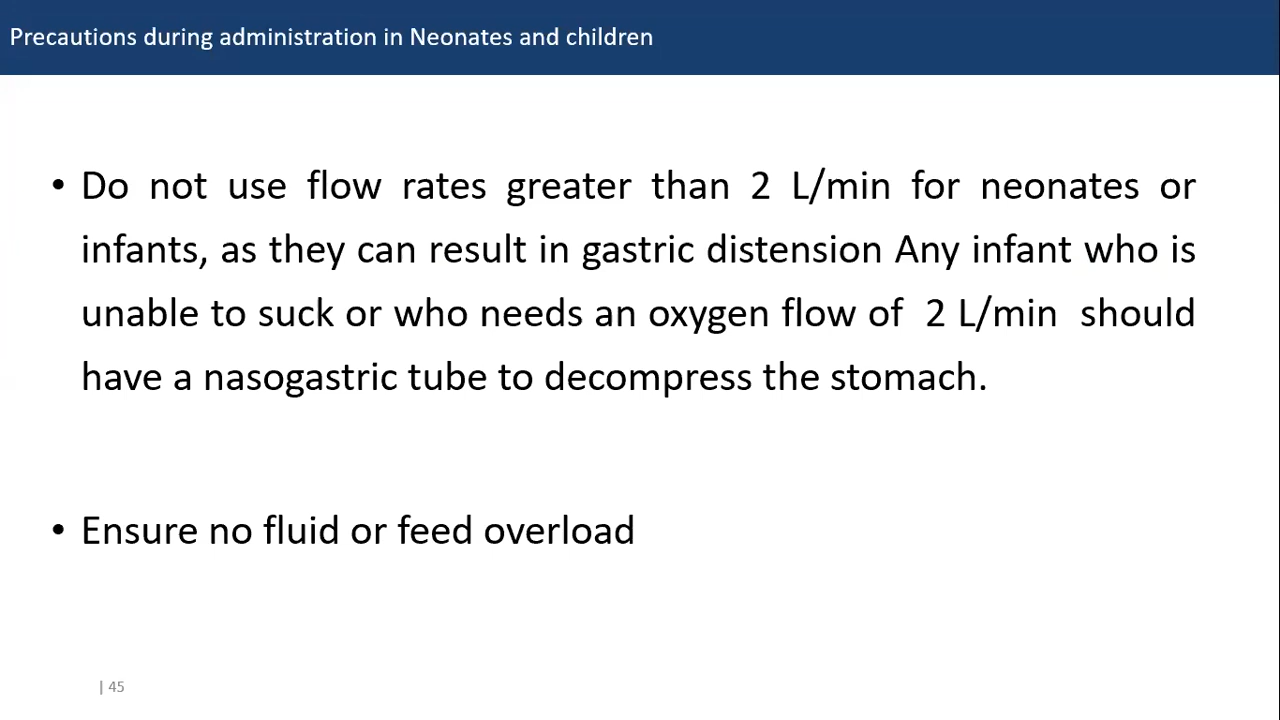 Precautions during administration in Neonates and children
• Do not use flow rates greater than 2 L/min for neonates or
infants, as they can result in gastric distension Any infant who is
unable to suck or who needs an oxygen flow of 2 L/min should
have a nasogastric tube to decompress the stomach.
• Ensure no fluid or feed overload
| 45